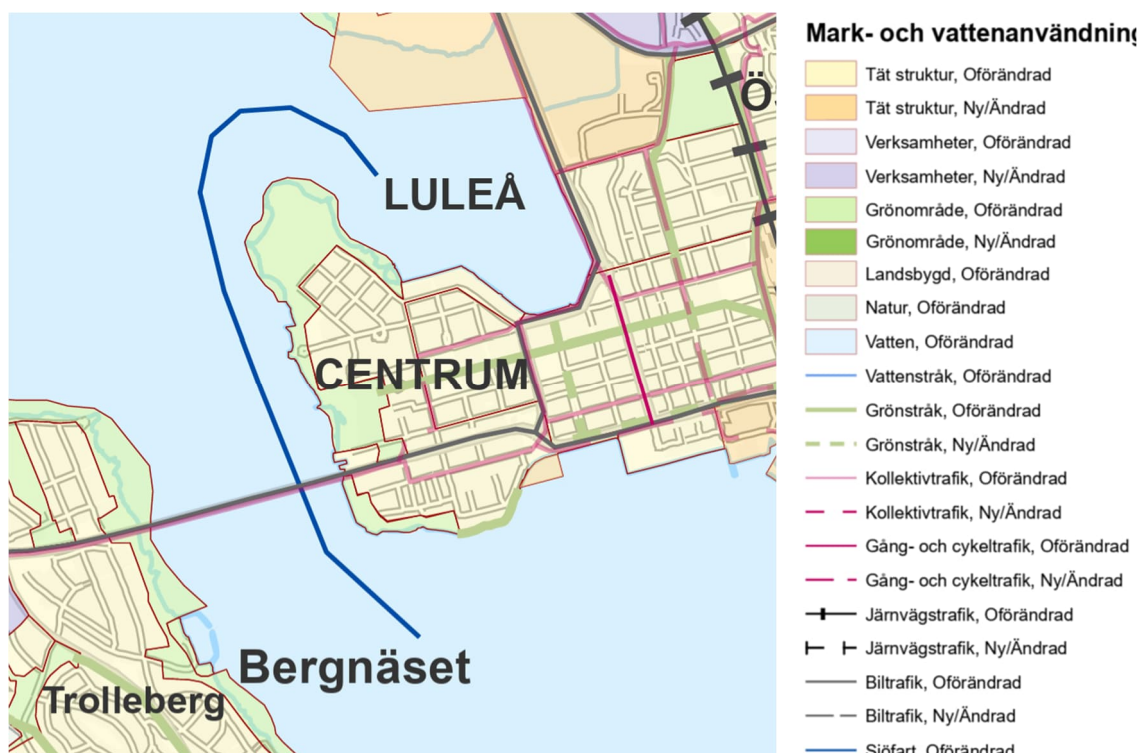 LULEÅ
CENTRUM
Bergnäset
Trolleberg
Ös
Mark- och vattenanvändning
Tät struktur, Oförändrad
Tät struktur, Ny/Ändrad
Verksamheter, Oförändrad
Verksamheter, Ny/Ändrad
Grönområde, Oförändrad
Grönområde, Ny/Ändrad
Landsbygd, Oförändrad
Natur, Oförändrad
Vatten, Oförändrad
Vattenstråk, Oförändrad
Grönstråk, Oförändrad
Grönstråk, Ny/Ändrad
Kollektivtrafik, Oförändrad
Kollektivtrafik, Ny/Ändrad
Gång- och cykeltrafik, Oförändrad
Gång- och cykeltrafik, Ny/Ändrad
Järnvägstrafik, Oförändrad
Järnvägstrafik, Ny/Ändrad
Biltrafik, Oförändrad
Biltrafik, Ny/Ändrad
Sjöfart, Oförändrad